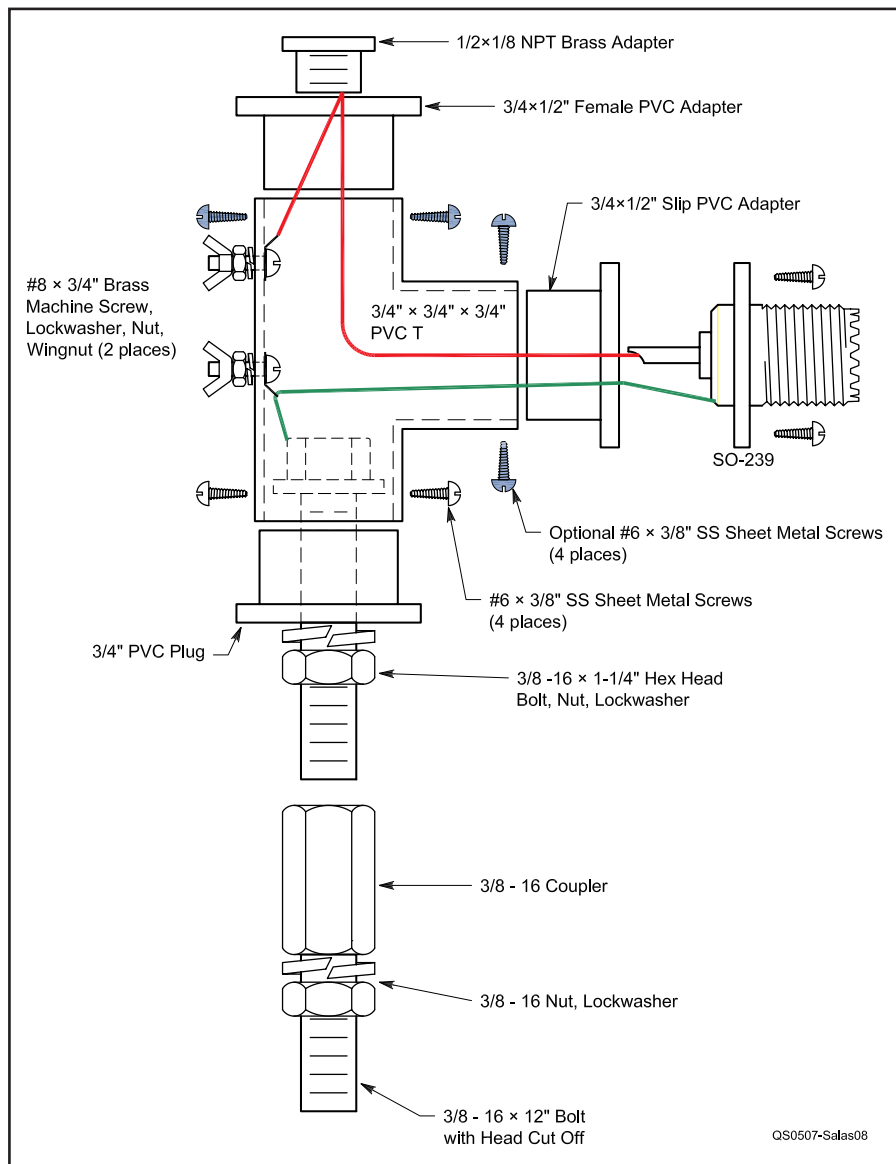 1/2×1/8 NPT Brass Adapter
3/4×1/2" Female PVC Adapter
3/4×1/2" Slip PVC Adapter
#8 × 3/4" Brass
Machine Screw,
Lockwasher, Nut,
Wingnut (2 places)
3/4" × 3/4" × 3/4"
PVC T
SO-239
Optional #6 × 3/8" SS Sheet Metal Screws
(4 places)
#6 × 3/8" SS Sheet Metal Screws
(4 places)
3/4" PVC Plug
3/8 -16 × 1-1/4" Hex Head
Bolt, Nut, Lockwasher
3/8 - 16 Coupler
3/8 - 16 Nut, Lockwasher
3/8 - 16 × 12" Bolt
with Head Cut Off
QS0507-Salas08